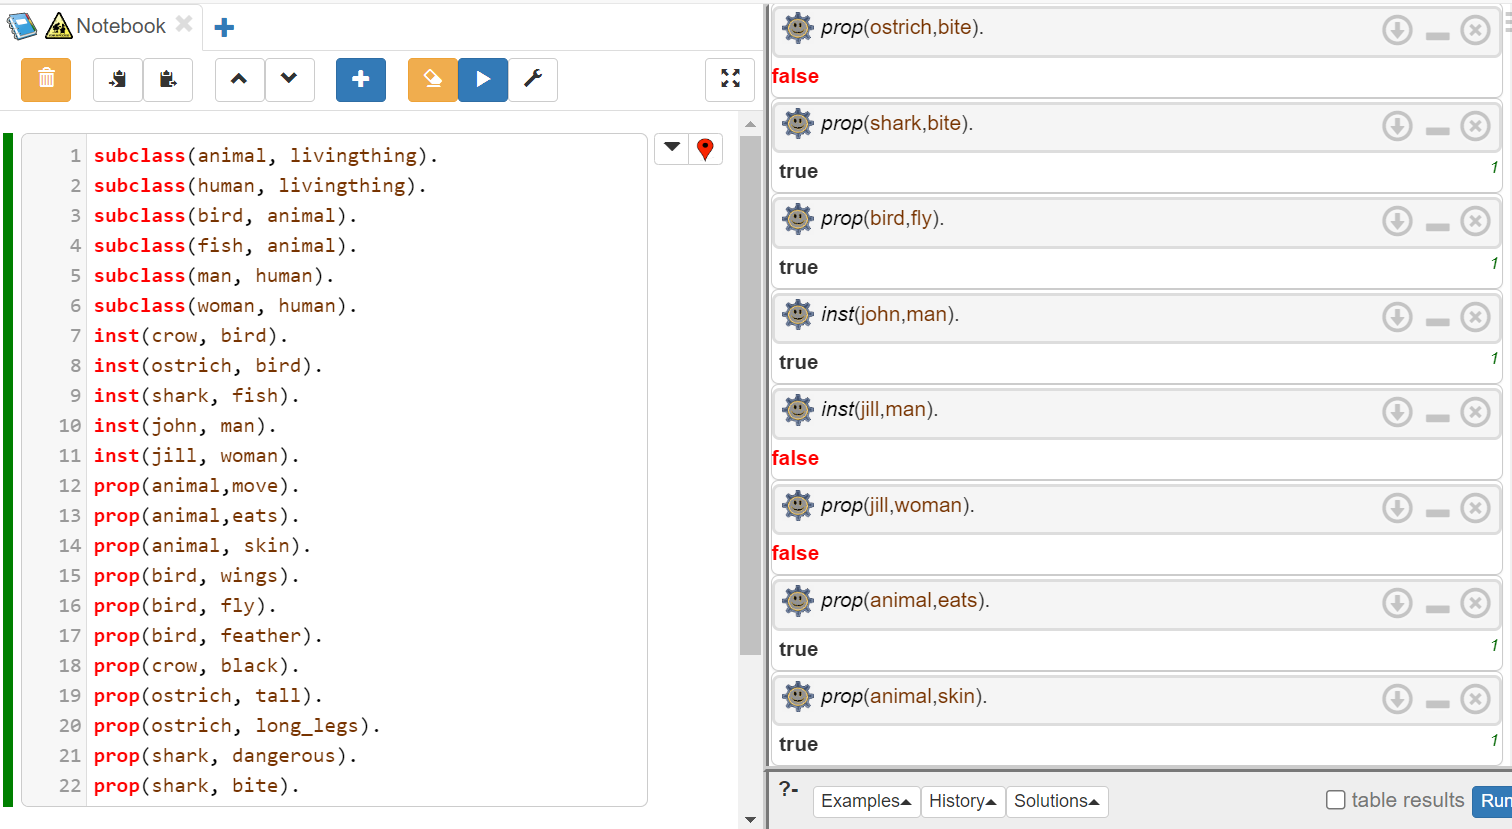 Notebook
1 subclass(animal, livingthing).
2 subclass(human, livingthing).
3 subclass(bird, animal).
4 subclass(fish, animal).
5 subclass(man, human).
6 subclass(woman, human).
7 inst(crow, bird).
8 inst(ostrich, bird).
9 inst(shark, fish).
10 inst(john, man).
11 inst(jill, woman).
12 prop(animal,move).
13 prop(animal,eats).
14 prop(animal, skin).
15 prop(bird, wings).
16 prop(bird, fly).
17 prop(bird, feather).
18 prop(crow, black).
19 prop(ostrich, tall).
20 prop(ostrich, long_legs).
21 prop(shark, dangerous).
22 prop(shark, bite).
prop(ostrich,bite).
false
prop(shark,bite).
true 1
prop(bird,fly).
true 1
inst(john,man).
true 1
inst(jill,man).
false
prop(jill,woman).
false
prop(animal,eats).
true 1
prop(animal,skin).
true 1
?-
Examples History Solutions table results Run